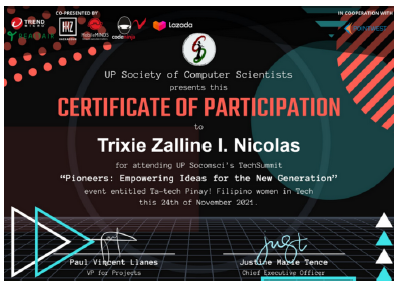 CO-PRESENTED BY
IN COOPERATION WITH
TREND
Lazada
UP Society of Computer Scientists
presents this
CERTIFICATE OF PARTICIPATION
to
Trixie Zalline I. Nicolas
for attending UP Socomsci's TechSummit
"Pioneers: Empowering Ideas for the New Generation"
event entitled Ta-tech Pinay! Filipino women in Tech
this 24th of November 2021.
Paul Vincent Llanes
VP for Projects
Justine Marie Tence
Chief Executive Officer